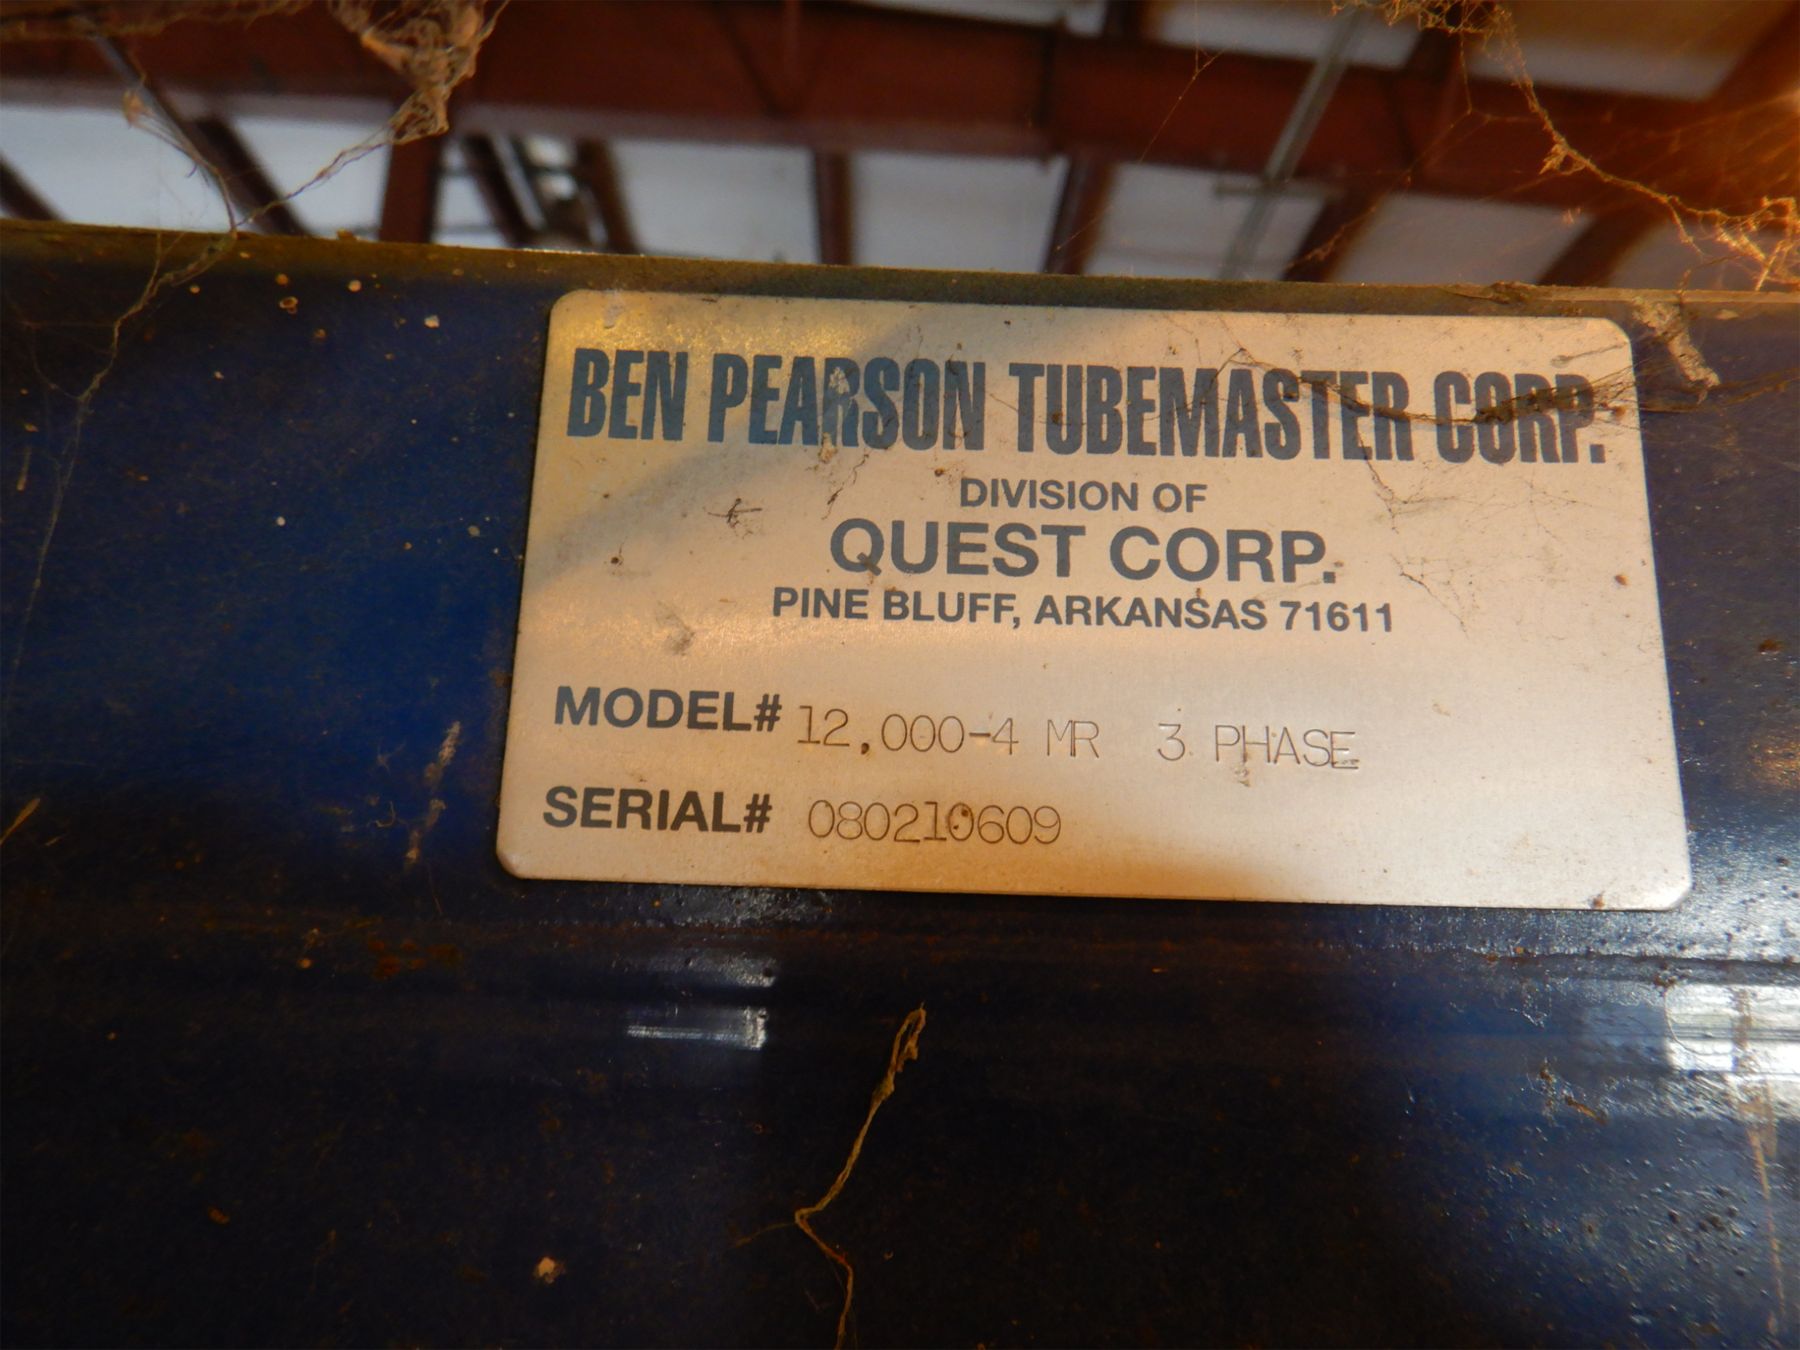 BEN PEARSON TUBEMASTER CORP.
DIVISION OF
QUEST CORP.
PINE BLUFF, ARKANSAS 71611
MODEL# 12,000-4 MR 3 PHASE
SERIAL# 080210609